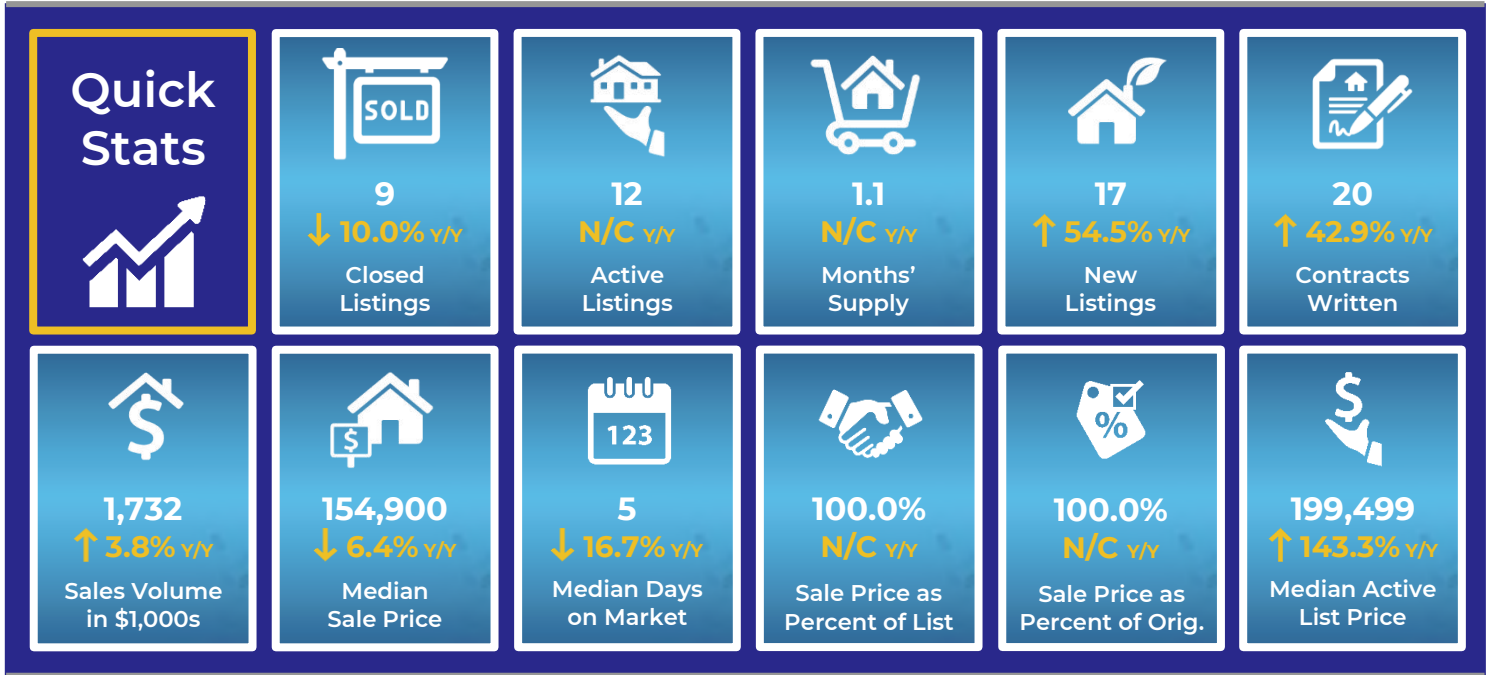 Quick
Stats
SOLD
9
↓ 10.0% Y/Y
Closed
Listings
12
N/C Y/Y
Active
Listings
1.1
N/C Y/Y
Months’
Supply
17
↑ 54.5% Y/Y
New
Listings
20
↑ 42.9% Y/Y
Contracts
Written
$
1,732
↑ 3.8% Y/Y
Sales Volume
in $1,000s
$
154,900
↓ 6.4% Y/Y
Median
Sale Price
123
5
↓ 16.7% Y/Y
Median Days
on Market
100.0%
N/C Y/Y
Sale Price as
Percent of List
%
100.0%
N/C Y/Y
Sale Price as
Percent of Orig.
$
199,499
↑ 143.3% Y/Y
Median Active
List Price